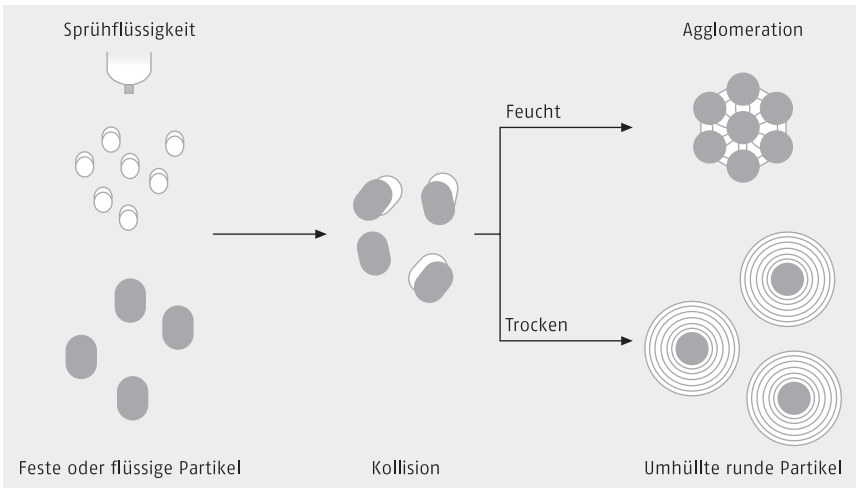 Sprühflüssigkeit
Agglomeration
Feucht
Trocken
Feste oder flüssige Partikel
Kollision
Umhüllte runde Partikel